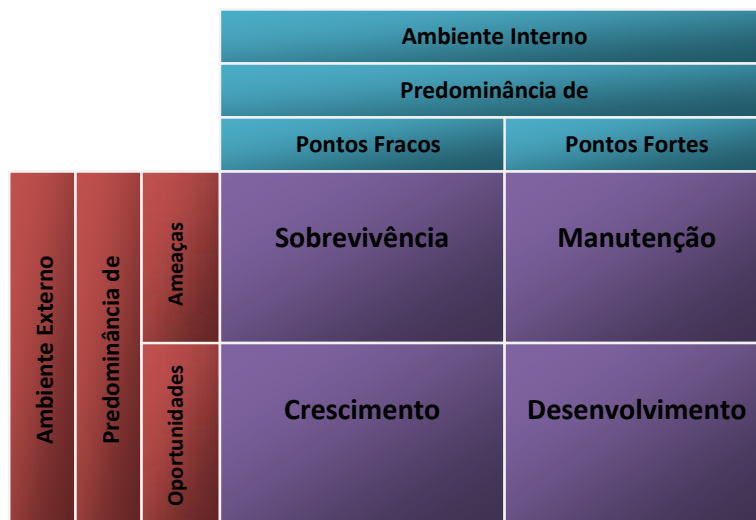 Ambiente Interno
Predominância de
Pontos Fracos
Pontos Fortes
Ambiente Externo
Predominância de
Ameaças
Sobrevivência
Manutenção
Oportunidades
Crescimento
Desenvolvimento